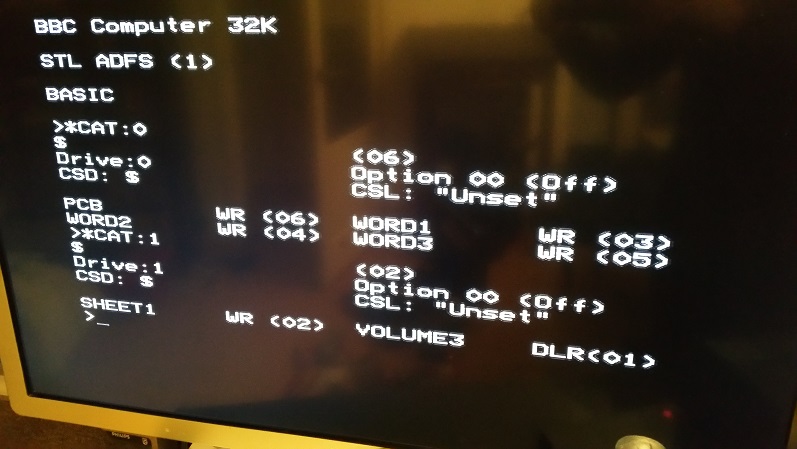 BBC Computer 32K
STL ADFS (1)
BASIC
>*CAT:0
$ (06)
Drive:0 Option 00 (Off)
CSD: $ CSL: "Unset"
PCB WR (06) WORD1 WR (03)
WORD2 WR (04) WORD3 WR (05)
>*CAT:1
$ (02)
Drive:1 Option 00 (Off)
CSD: $ CSL: "Unset"
SHEET1 WR (02) VOLUME3 DLR(01)
>_